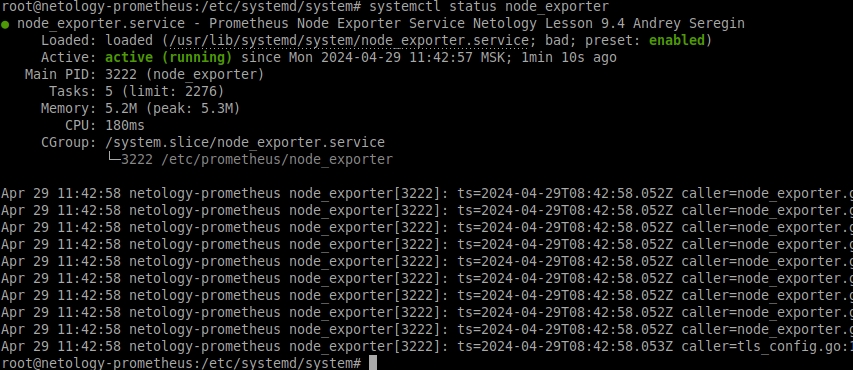 root@netology-prometheus:/etc/systemd/system# systemctl status node_exporter
● node_exporter.service - Prometheus Node Exporter Service Netology Lesson 9.4 Andrey Seregin
Loaded: loaded (/usr/lib/systemd/system/node_exporter.service; bad; preset: enabled)
Active: active (running) since Mon 2024-04-29 11:42:57 MSK; 1min 10s ago
Main PID: 3222 (node_exporter)
Tasks: 5 (limit: 2276)
Memory: 5.2M (peak: 5.3M)
CPU: 180ms
CGroup: /system.slice/node_exporter.service
└─3222 /etc/prometheus/node_exporter
Apr 29 11:42:58 netology-prometheus node_exporter[3222]: ts=2024-04-29T08:42:58.052Z caller=node_exporter.g
Apr 29 11:42:58 netology-prometheus node_exporter[3222]: ts=2024-04-29T08:42:58.052Z caller=node_exporter.g
Apr 29 11:42:58 netology-prometheus node_exporter[3222]: ts=2024-04-29T08:42:58.052Z caller=node_exporter.g
Apr 29 11:42:58 netology-prometheus node_exporter[3222]: ts=2024-04-29T08:42:58.052Z caller=node_exporter.g
Apr 29 11:42:58 netology-prometheus node_exporter[3222]: ts=2024-04-29T08:42:58.052Z caller=node_exporter.g
Apr 29 11:42:58 netology-prometheus node_exporter[3222]: ts=2024-04-29T08:42:58.052Z caller=node_exporter.g
Apr 29 11:42:58 netology-prometheus node_exporter[3222]: ts=2024-04-29T08:42:58.052Z caller=node_exporter.g
Apr 29 11:42:58 netology-prometheus node_exporter[3222]: ts=2024-04-29T08:42:58.052Z caller=node_exporter.g
Apr 29 11:42:58 netology-prometheus node_exporter[3222]: ts=2024-04-29T08:42:58.052Z caller=node_exporter.g
Apr 29 11:42:58 netology-prometheus node_exporter[3222]: ts=2024-04-29T08:42:58.053Z caller=tls_config.go:1
root@netology-prometheus:/etc/systemd/system#